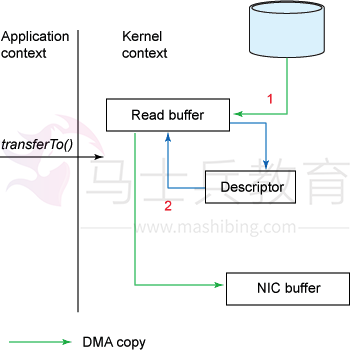 Application
context
Kernel
context
1
Read buffer
transferTo()
Descriptor
2
马士兵教育
www.mashibing.com
NIC buffer
DMA copy